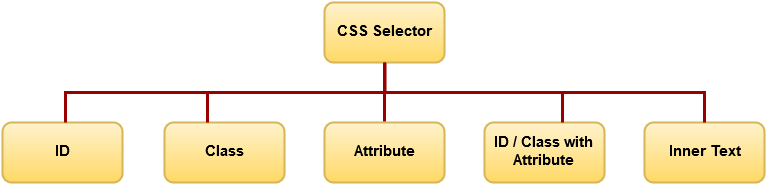 CSS Selector
ID
Class
Attribute
ID / Class with
Attribute
Inner Text